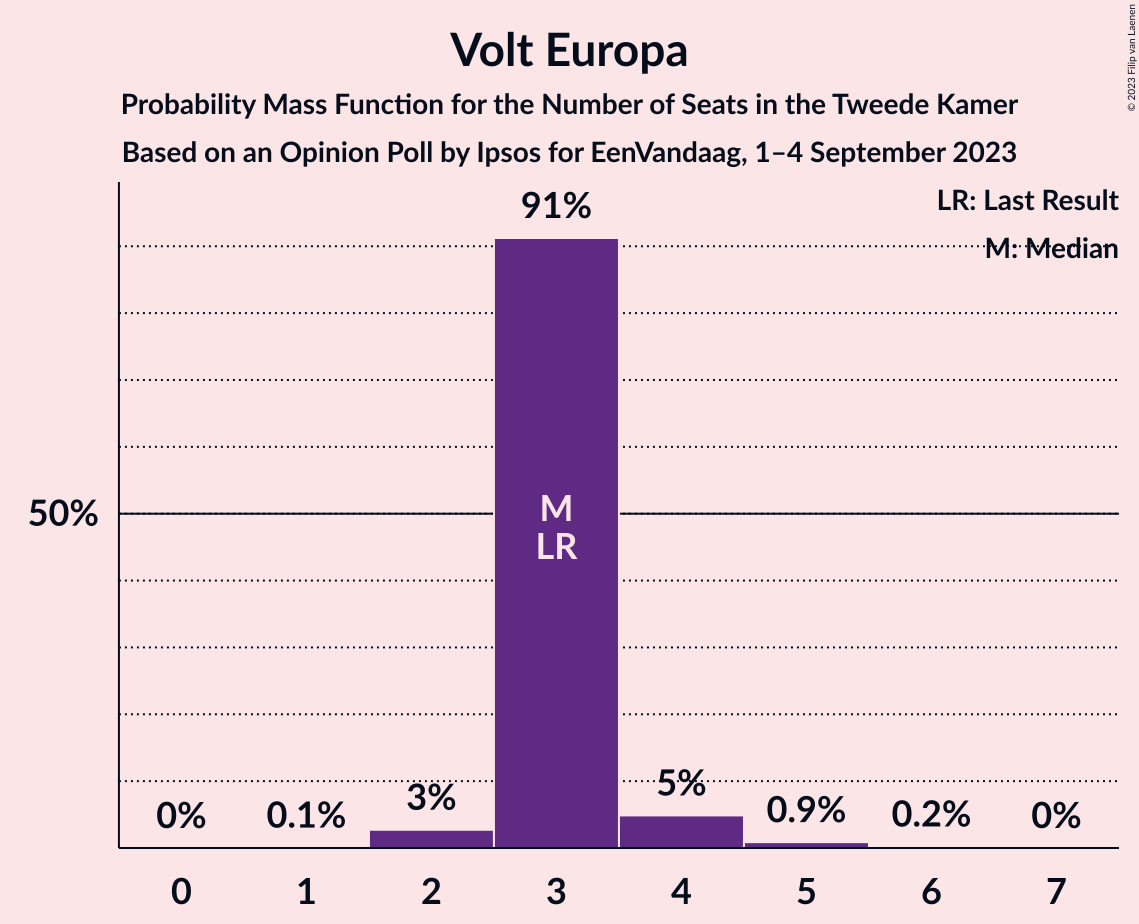 Volt Europa
Probability Mass Function for the Number of Seats in the Tweede Kamer
Based on an Opinion Poll by Ipsos for EenVandaag, 1–4 September 2023
© 2023 Filip van Laenen
LR: Last Result
M: Median
91%
50%
M
LR
0%
0.1%
3%
5%
0.9%
0.2%
0%
0 1 2 3 4 5 6 7